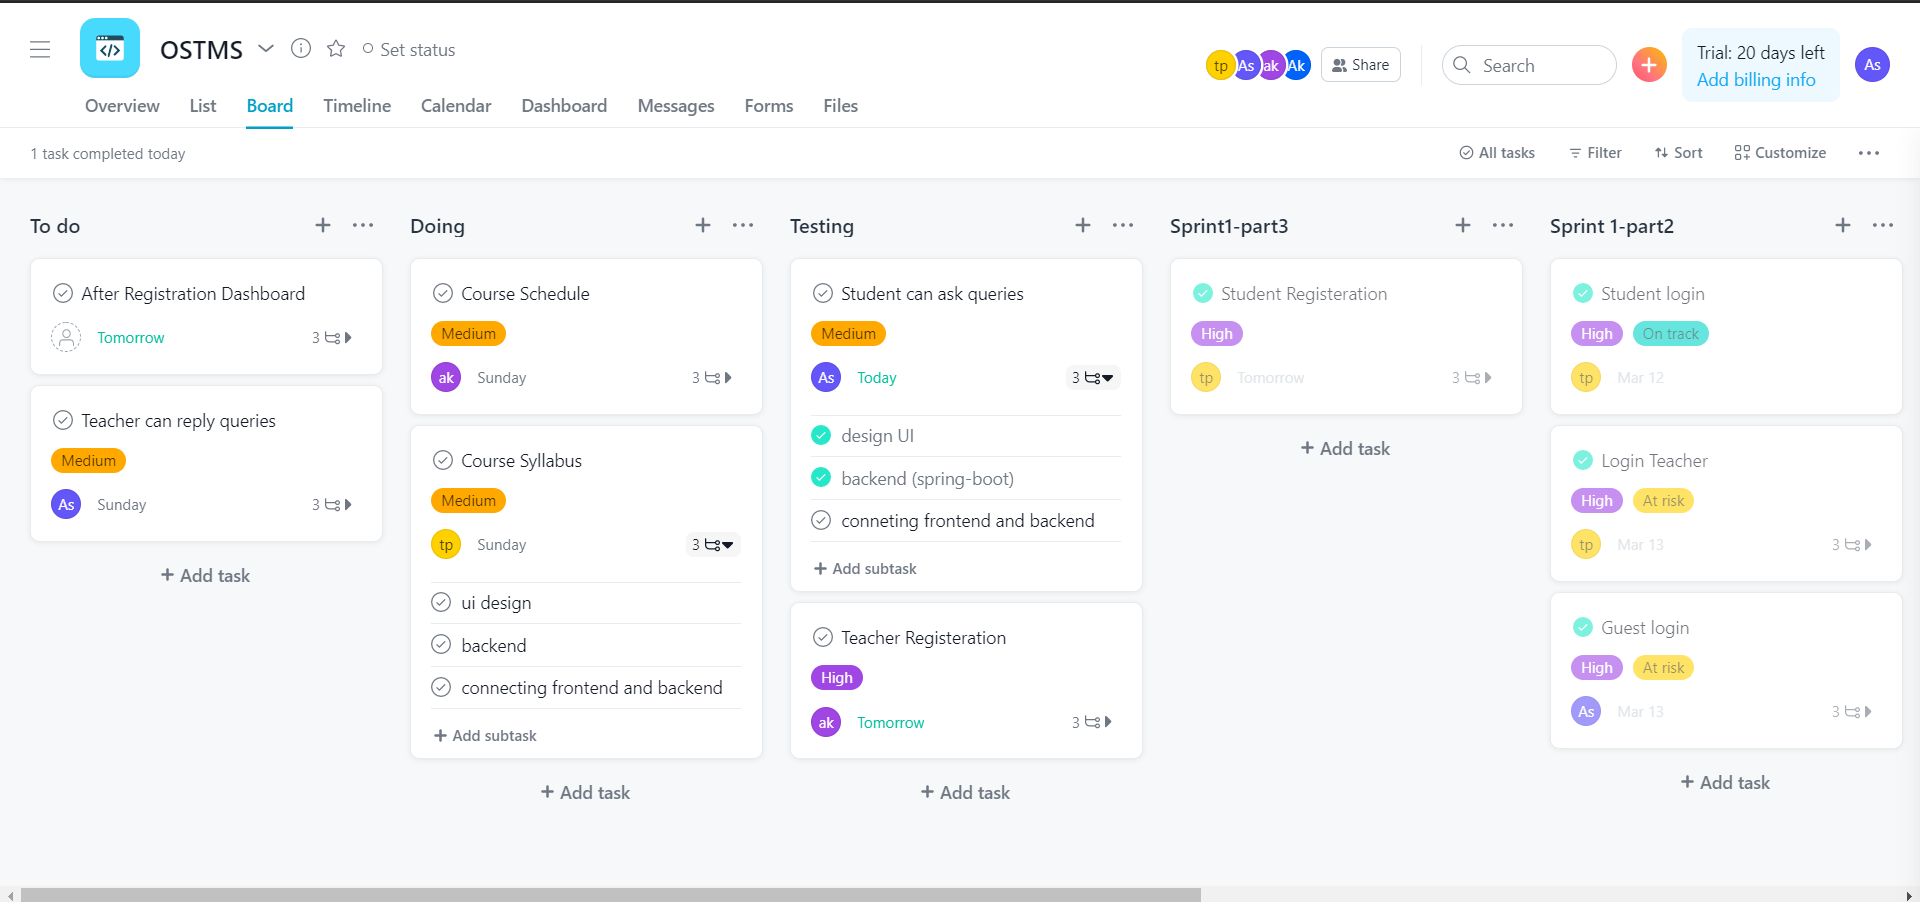 OSTMS
Set status
tp As ak Ak
Share
Search
Trial: 20 days left
Add billing info
As
Overview List Board Timeline Calendar Dashboard Messages Forms Files
1 task completed today
All tasks Filter Sort Customize
To do
After Registration Dashboard
Tomorrow 3
Teacher can reply queries
Medium
As Sunday 3
+ Add task
Doing
Course Schedule
Medium
ak Sunday 3
Course Syllabus
Medium
tp Sunday 3
ui design
backend
connecting frontend and backend
+ Add subtask
+ Add task
Testing
Student can ask queries
Medium
As Today 3
design UI
backend (spring-boot)
conneting frontend and backend
+ Add subtask
Teacher Registeration
High
ak Tomorrow 3
+ Add task
Sprint1-part3
Student Registeration
High
tp Tomorrow 3
+ Add task
Sprint 1-part2
Student login
High On track
tp Mar 12
Login Teacher
High At risk
tp Mar 13 3
Guest login
High At risk
As Mar 13 3
+ Add task